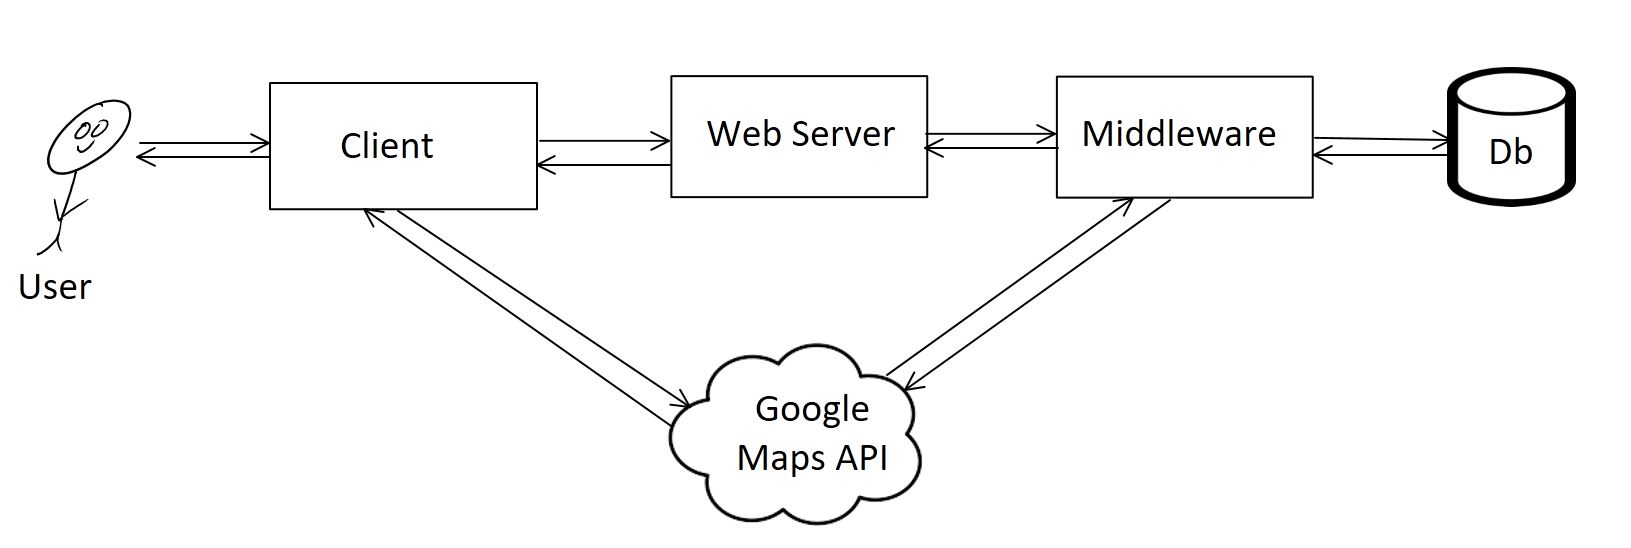 Client
Web Server
Middleware
Db
User
Google
Maps API